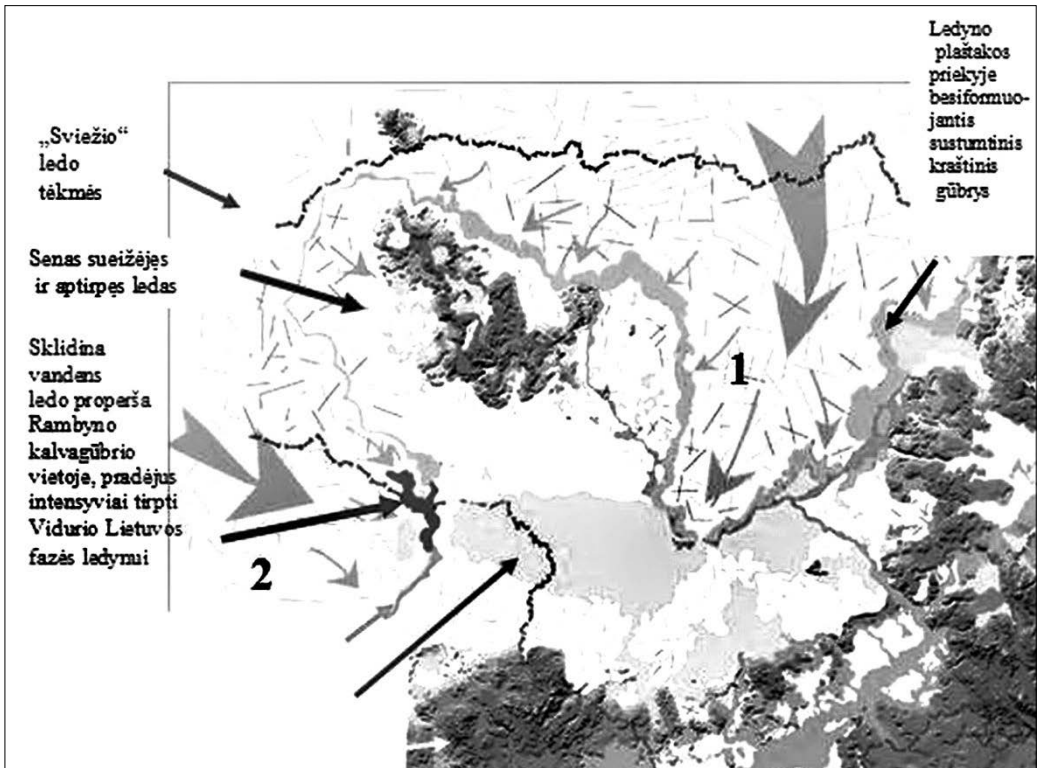 Ledyno
plaštakos
priekyje
besiformuo-
jantis
sustumtinis
kraštinis
gūbrys
„Sviežio“
ledo
tėkmės
Senas sueižėjęs
ir aptirpęs ledas
Sklidina
vandens
ledo properša
Rambyno
kalvagūbrio
vietoje, pradėjus
intensyviai tirpti
Vidurio Lietuvos
fazės ledynui
1
2